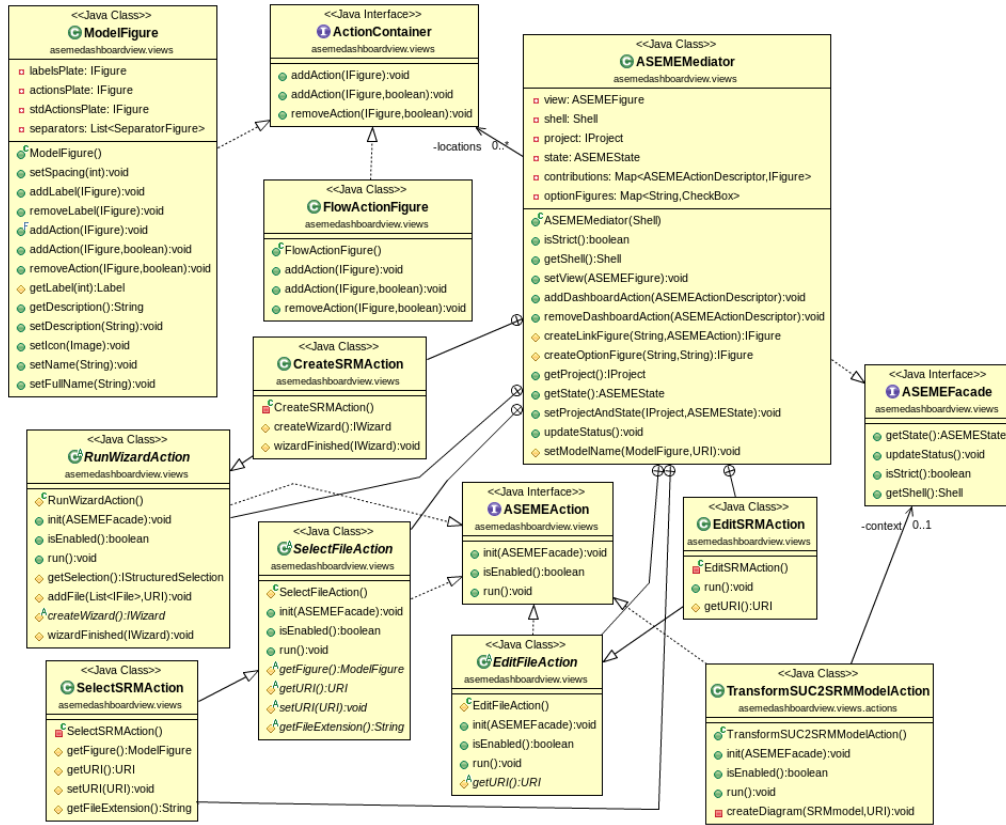 <<Java Class>>
ModelFigure
asemedashboardview.views
labelsPlate: IFigure
actionsPlate: IFigure
stdActionsPlate: IFigure
separators: List<SeparatorFigure>
ModelFigure()
setSpacing(int):void
addLabel(IFigure):void
removeLabel(IFigure):void
addAction(IFigure):void
addAction(IFigure,boolean):void
removeAction(IFigure,boolean):void
getLabel(int):Label
getDescription():String
setDescription(String):void
setIcon(Image):void
setName(String):void
setFullName(String):void
<<Java Interface>>
ActionContainer
asemedashboardview.views
addAction(IFigure):void
addAction(IFigure,boolean):void
removeAction(IFigure,boolean):void
-locations 0..*
<<Java Class>>
FlowActionFigure
asemedashboardview.views
FlowActionFigure()
addAction(IFigure):void
addAction(IFigure,boolean):void
removeAction(IFigure,boolean):void
<<Java Class>>
ASEMEMediator
asemedashboardview.views
view: ASEMEFigure
shell: Shell
project: IProject
state: ASEMEState
contributions: Map<ASEMEActionDescriptor,IFigure>
optionFigures: Map<String,CheckBox>
ASEMEMediator(Shell)
isStrict():boolean
getShell():Shell
setView(ASEMEFigure):void
addDashboardAction(ASEMEActionDescriptor):void
removeDashboardAction(ASEMEActionDescriptor):void
createLinkFigure(String,ASEMEAction):IFigure
createOptionFigure(String,String):IFigure
getProject():IProject
getState():ASEMEState
setProjectAndState(IProject,ASEMEState):void
updateStatus():void
setModelName(ModelFigure,URI):void
<<Java Class>>
CreateSRMAction
asemedashboardview.views
CreateSRMAction()
createWizard():IWizard
wizardFinished(IWizard):void
<<Java Interface>>
ASEMEFacade
asemedashboardview.views
getState():ASEMEState
updateStatus():void
isStrict():boolean
getShell():Shell
-context 0..1
<<Java Class>>
RunWizardAction
asemedashboardview.views
RunWizardAction()
init(ASEMEFacade):void
isEnabled():boolean
run():void
getSelection():IStructuredSelection
addFile(List<IFile>,URI):void
createWizard():IWizard
wizardFinished(IWizard):void
<<Java Interface>>
ASEMEAction
asemedashboardview.views
init(ASEMEFacade):void
isEnabled():boolean
run():void
<<Java Class>>
EditSRMAction
asemedashboardview.views
EditSRMAction()
run():void
getURI():URI
<<Java Class>>
SelectFileAction
asemedashboardview.views
SelectFileAction()
init(ASEMEFacade):void
isEnabled():boolean
run():void
getFigure():ModelFigure
getURI():URI
setURI(URI):void
getFileExtension():String
<<Java Class>>
EditFileAction
asemedashboardview.views
EditFileAction()
init(ASEMEFacade):void
isEnabled():boolean
run():void
getURI():URI
<<Java Class>>
SelectSRMAction
asemedashboardview.views
SelectSRMAction()
getFigure():ModelFigure
getURI():URI
setURI(URI):void
getFileExtension():String
<<Java Class>>
TransformSUC2SRMModelAction
asemedashboardview.views.actions
TransformSUC2SRMModelAction()
init(ASEMEFacade):void
isEnabled():boolean
run():void
createDiagram(SRMmodel,URI):void